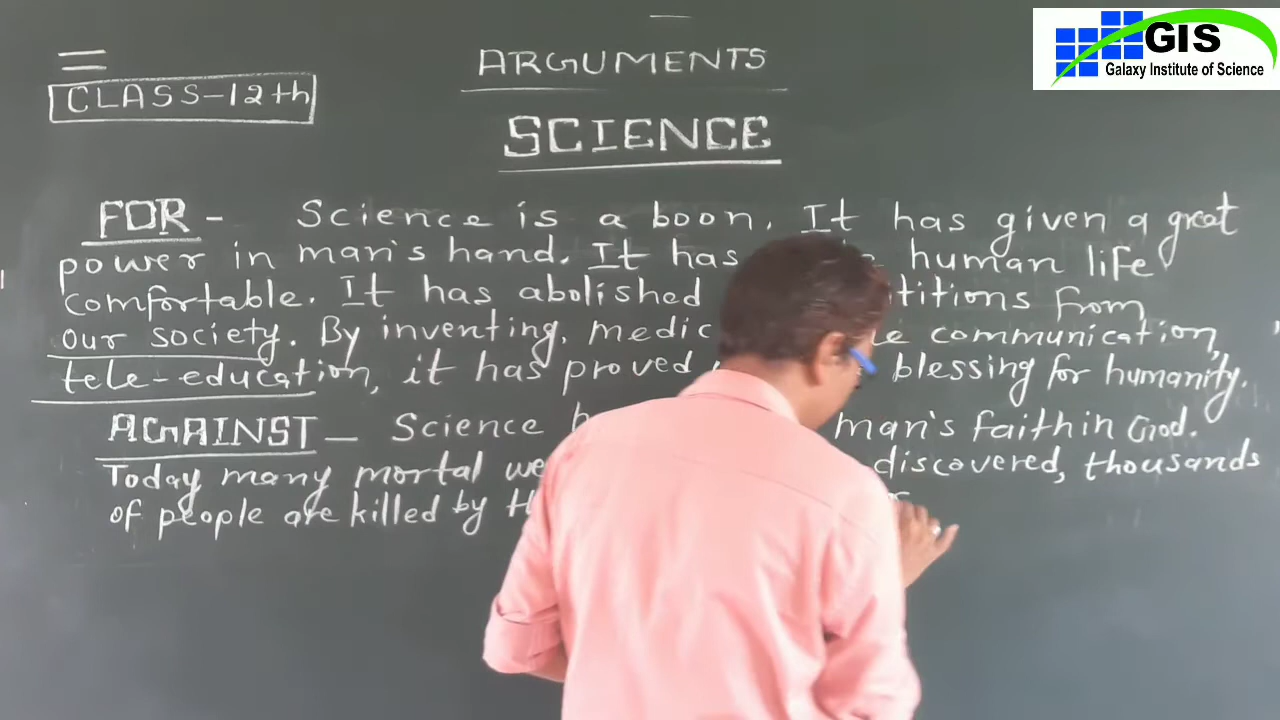 GIS
Galaxy Institute of Science
ARGUMENTS
CLASS-12th
SCIENCE
FOR - Science is a boon. It has given a great
power in man's hand. It has human life
comfortable. It has abolished from
our society. By inventing, communication,
tele-education, it has proved blessing for humanity.
AGAINST - Science man's faith in God.
Today many mortal discovered, thousands
of people are killed by